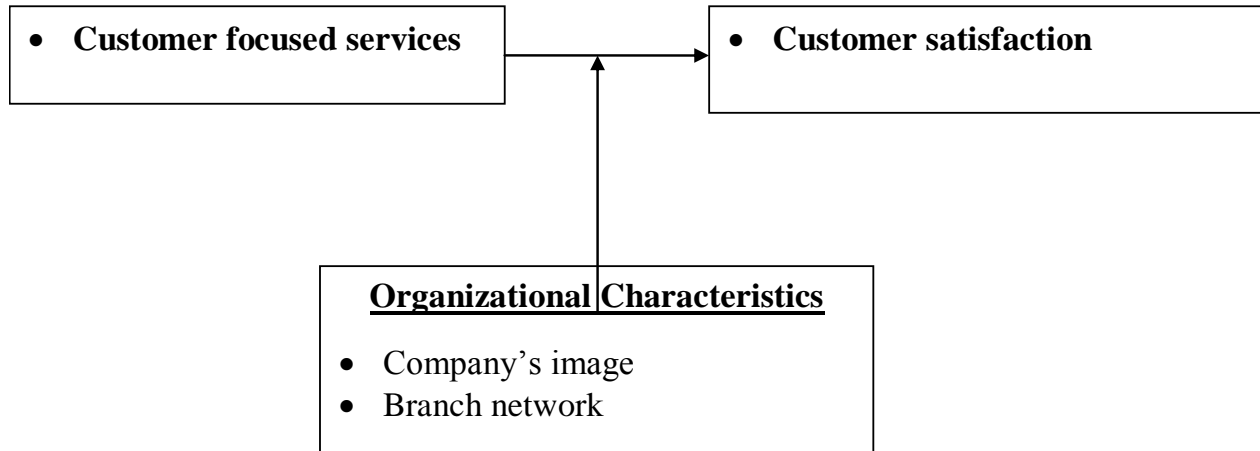 • Customer focused services
• Customer satisfaction
Organizational Characteristics
• Company’s image
• Branch network